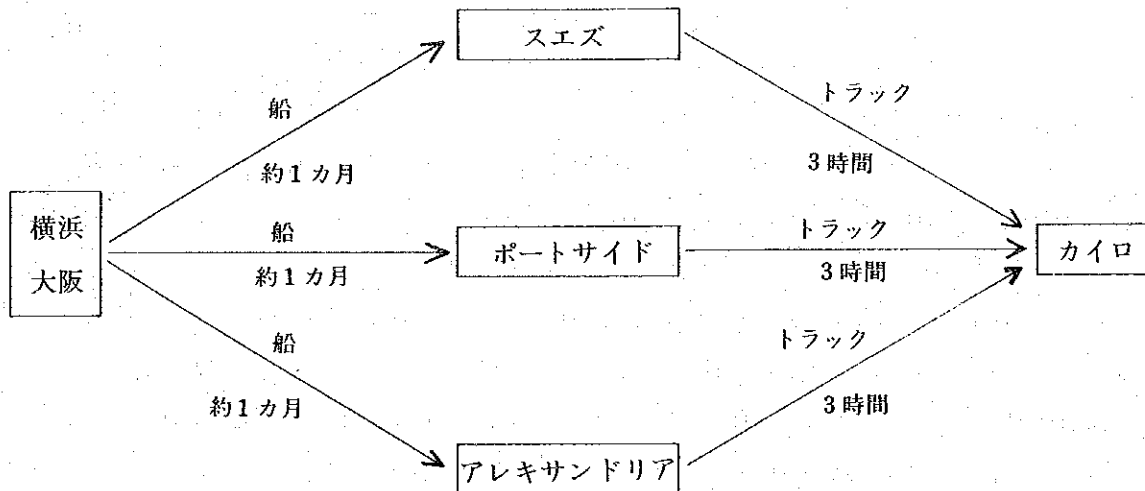 スエズ
船
トラック
約1カ月
3時間
横浜
大阪
船
約1カ月
ポートサイド
トラック
3時間
カイロ
船
約1カ月
トラック
3時間
アレキサンドリア